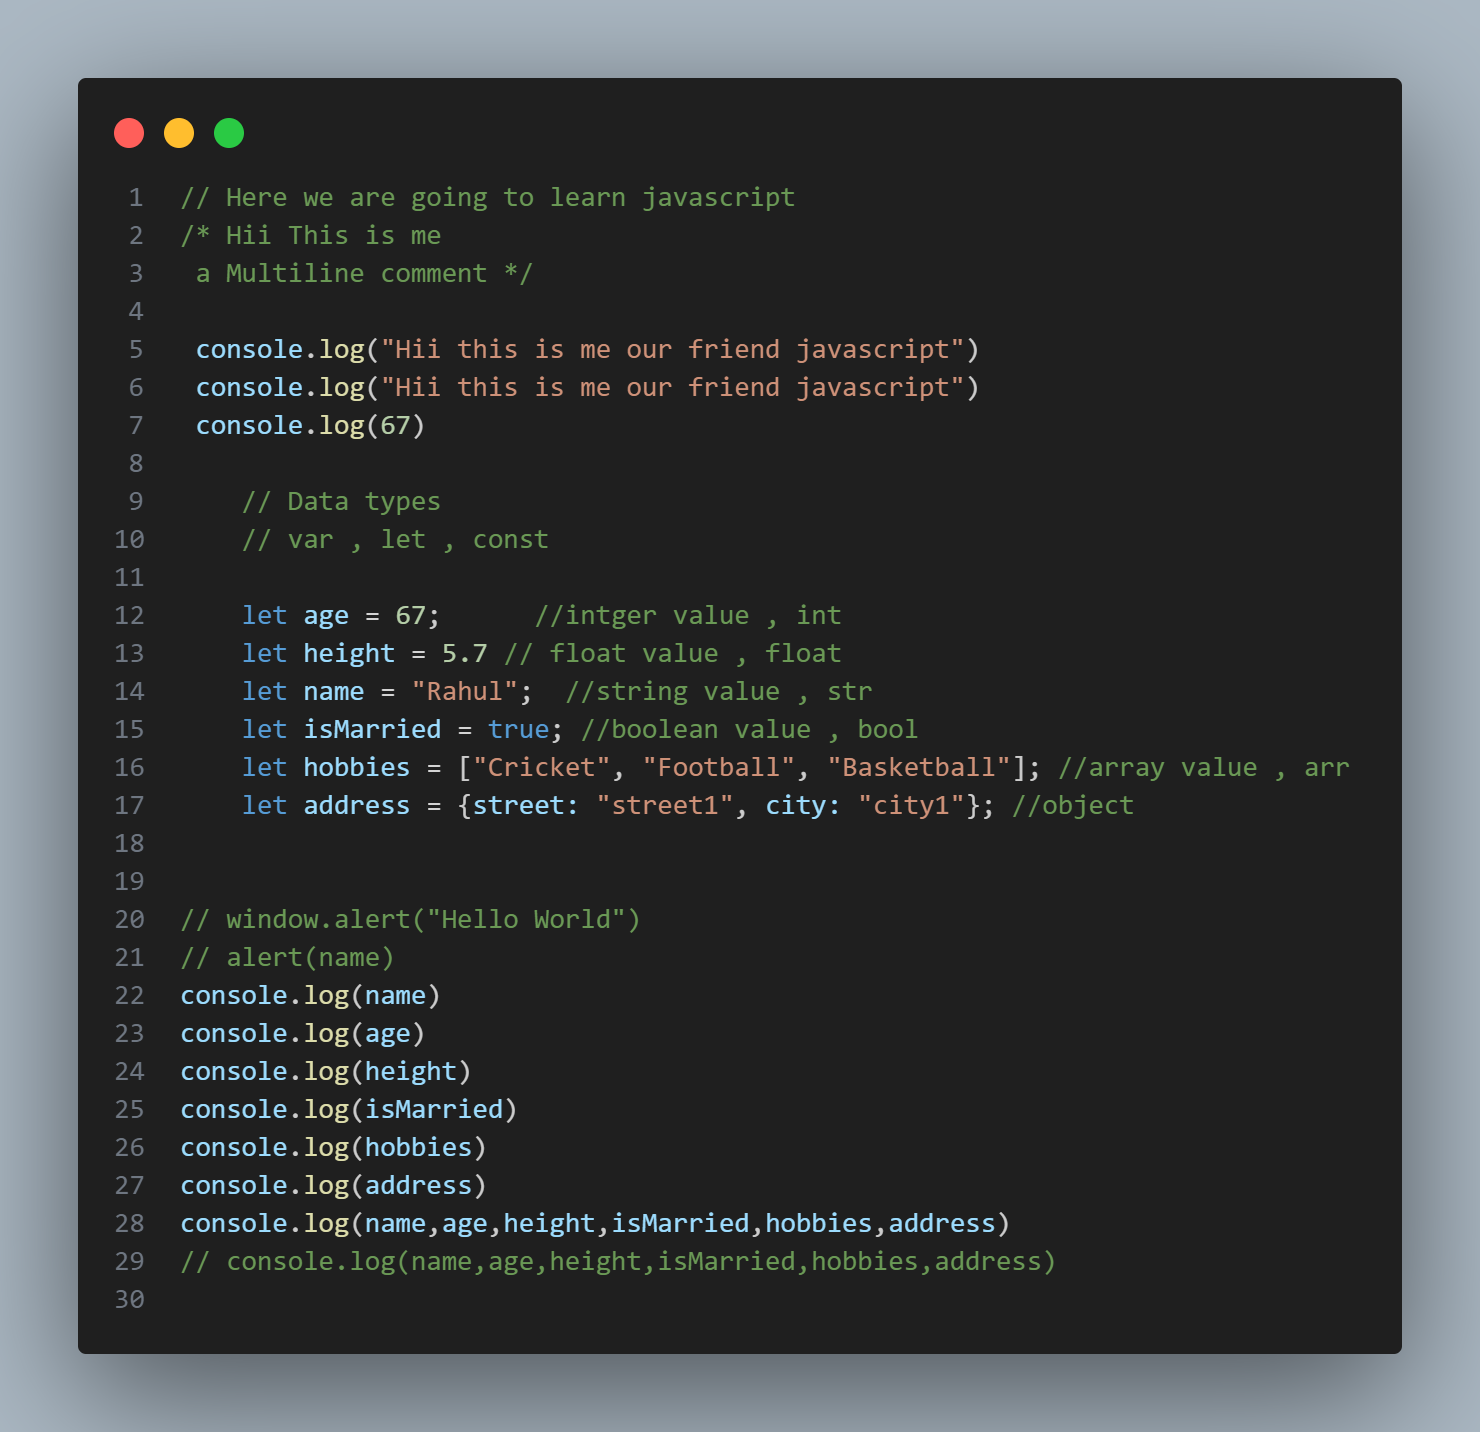 1 // Here we are going to learn javascript
2 /* Hii This is me
3  a Multiline comment */
4
5  console.log("Hii this is me our friend javascript")
6  console.log("Hii this is me our friend javascript")
7  console.log(67)
8
9     // Data types
10     // var , let , const
11
12     let age = 67;      //intger value , int
13     let height = 5.7 // float value , float
14     let name = "Rahul";  //string value , str
15     let isMarried = true; //boolean value , bool
16     let hobbies = ["Cricket", "Football", "Basketball"]; //array value , arr
17     let address = {street: "street1", city: "city1"}; //object
18
19
20 // window.alert("Hello World")
21 // alert(name)
22 console.log(name)
23 console.log(age)
24 console.log(height)
25 console.log(isMarried)
26 console.log(hobbies)
27 console.log(address)
28 console.log(name,age,height,isMarried,hobbies,address)
29 // console.log(name,age,height,isMarried,hobbies,address)
30